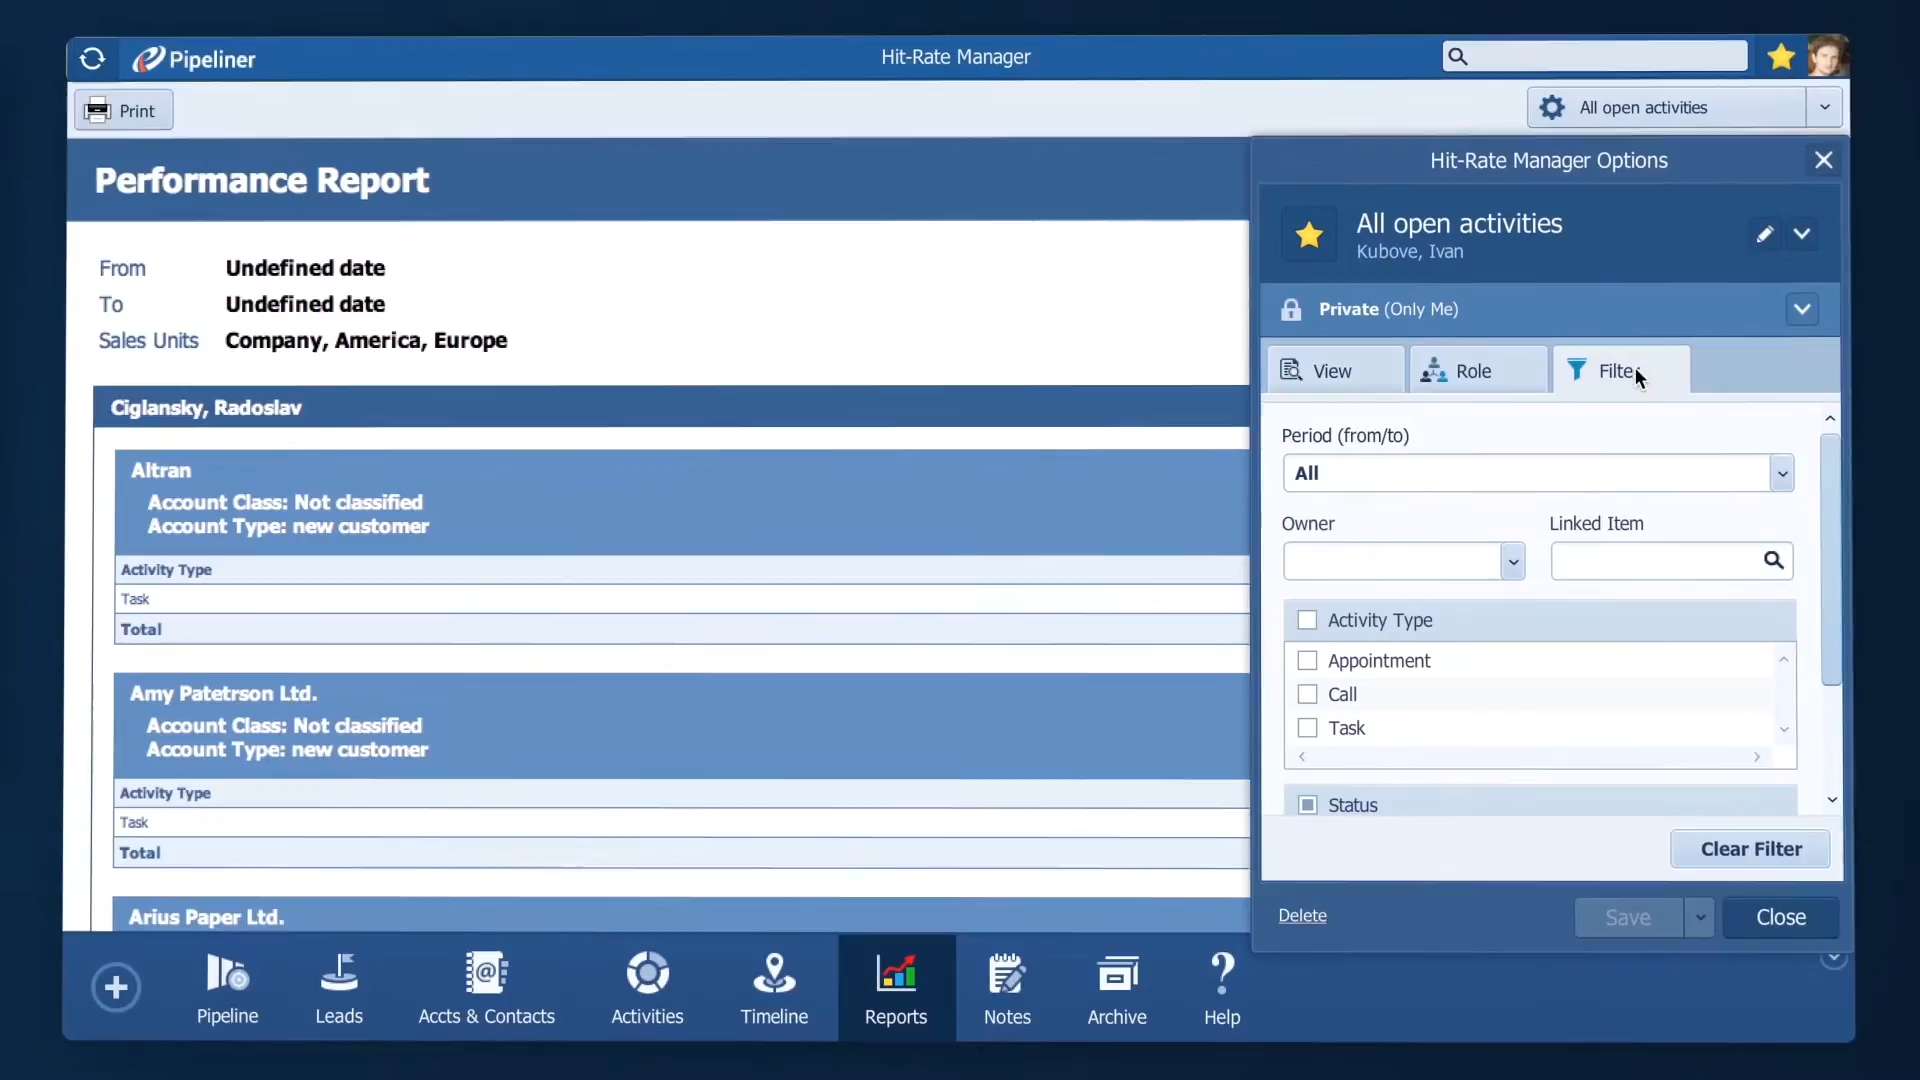 Pipeliner
Hit-Rate Manager
Print
All open activities
Performance Report
From Undefined date
To Undefined date
Sales Units Company, America, Europe
Ciglansky, Radoslav
Altran
Account Class: Not classified
Account Type: new customer
Activity Type
Task
Total
Amy Patetrson Ltd.
Account Class: Not classified
Account Type: new customer
Activity Type
Task
Total
Arius Paper Ltd.
Hit-Rate Manager Options
All open activities
Kubove, Ivan
Private (Only Me)
View Role Filte
Period (from/to)
All
Owner Linked Item
Activity Type
Appointment
Call
Task
Status
Clear Filter
Delete Save Close
Pipeline Leads Accts & Contacts Activities Timeline Reports Notes Archive Help